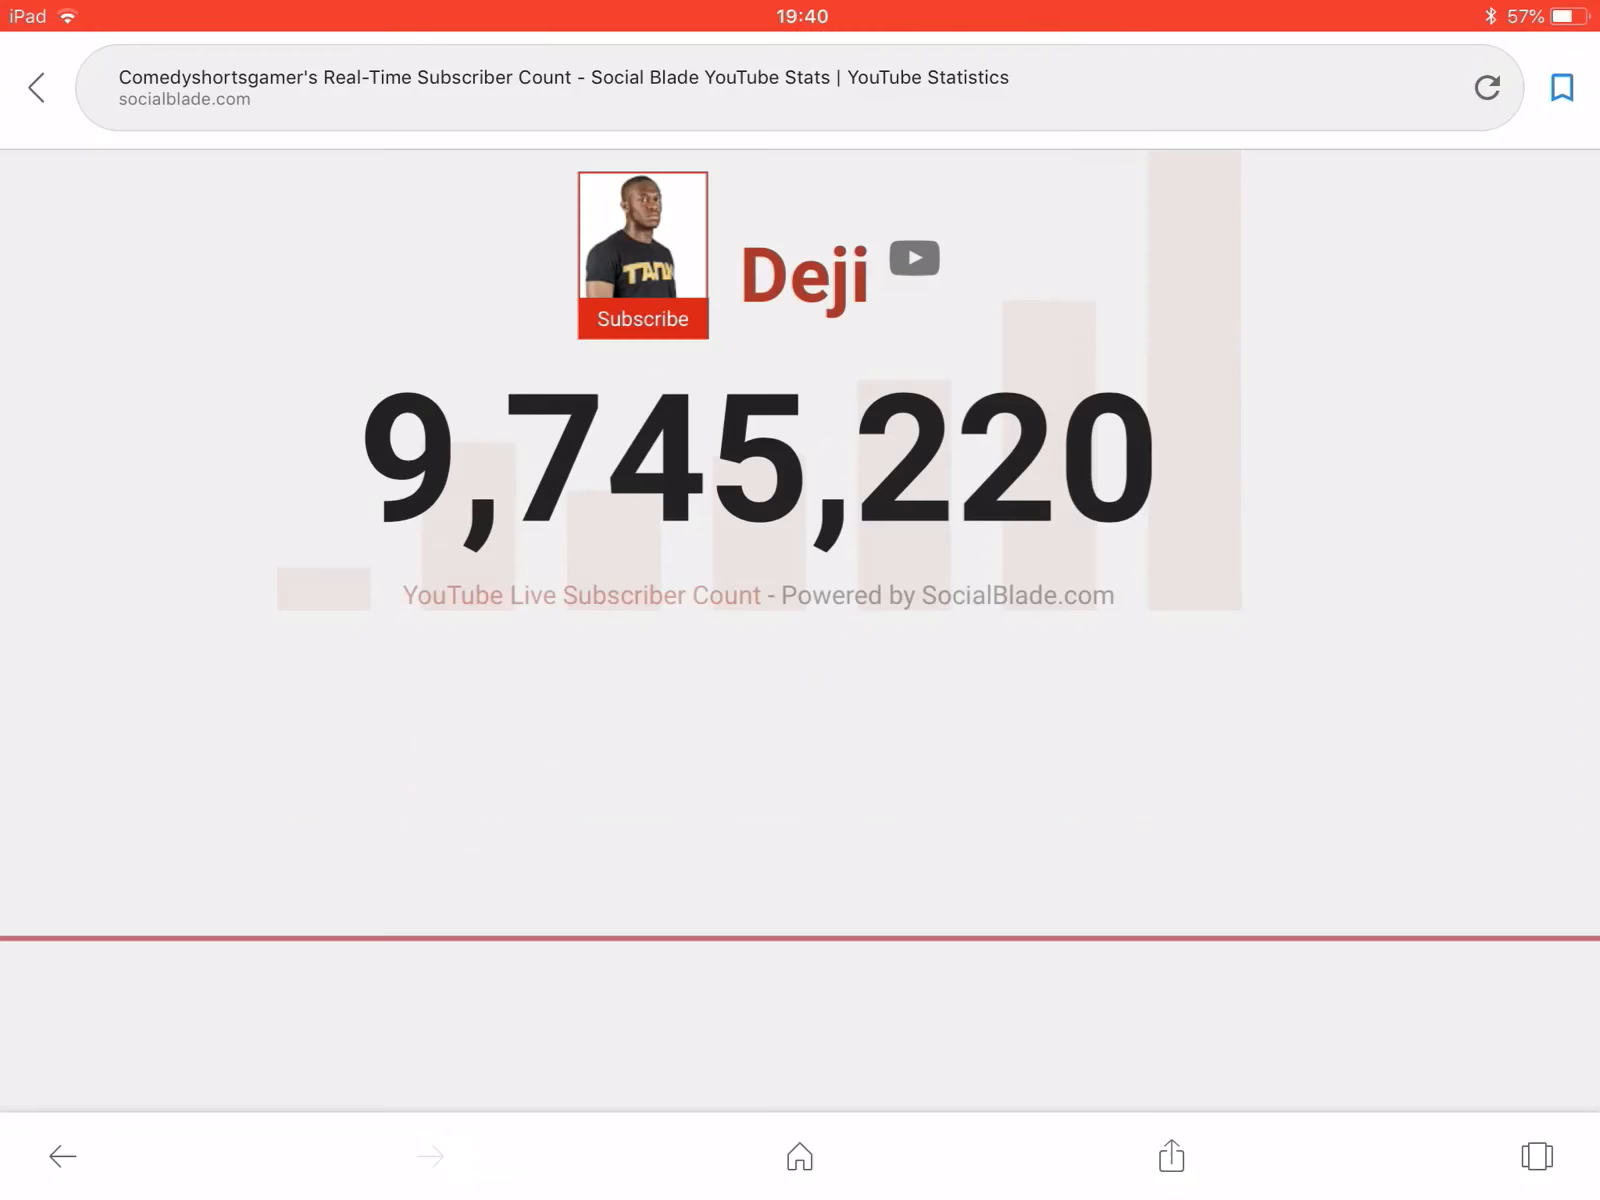 iPad 19:40 57%
Comedyshortsgamer's Real-Time Subscriber Count - Social Blade YouTube Stats | YouTube Statistics
socialblade.com
TANK
Subscribe
Deji
9,745,220
YouTube Live Subscriber Count - Powered by SocialBlade.com